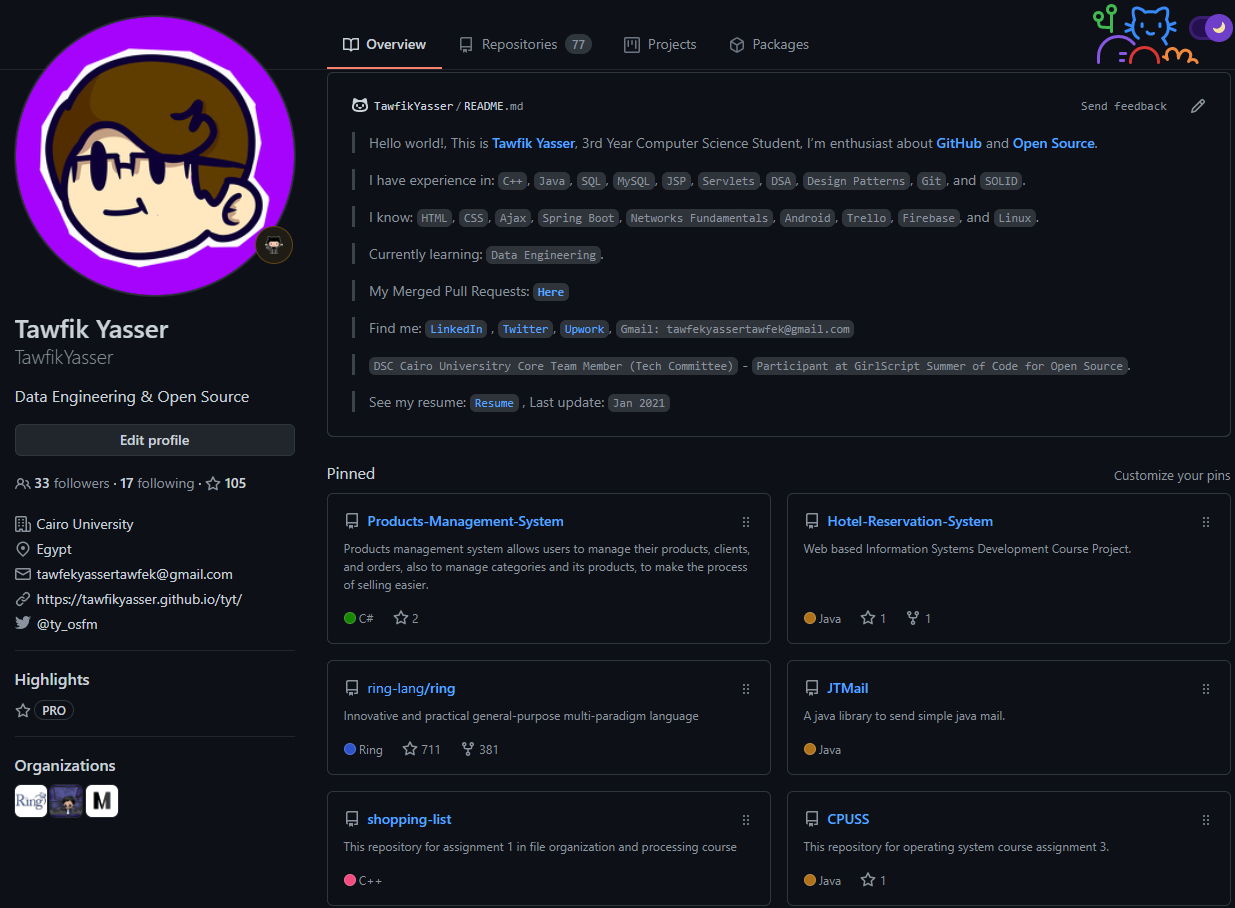 Overview
Repositories 77
Projects
Packages
TawfikYasser/README.md
Send feedback
Hello world!, This is Tawfik Yasser, 3rd Year Computer Science Student, I'm enthusiast about GitHub and Open Source.
I have experience in: C++, Java, SQL, MySQL, JSP, Servlets, DSA, Design Patterns, Git, and SOLID.
I know: HTML, CSS, Ajax, Spring Boot, Networks Fundamentals, Android, Trello, Firebase, and Linux.
Currently learning: Data Engineering.
My Merged Pull Requests: Here
Find me: LinkedIn , Twitter, Upwork, Gmail: tawfekyassertawfek@gmail.com
DSC Cairo Universitry Core Team Member (Tech Committee) - Participant at GirlScript Summer of Code for Open Source.
See my resume: Resume , Last update: Jan 2021
Tawfik Yasser
TawfikYasser
Data Engineering & Open Source
Edit profile
33 followers · 17 following · 105
Cairo University
Egypt
tawfekyassertawfek@gmail.com
https://tawfikyasser.github.io/tyt/
@ty_osfm
Highlights
PRO
Organizations
Ring
M
Pinned
Customize your pins
Products-Management-System
Products management system allows users to manage their products, clients,
and orders, also to manage categories and its products, to make the process
of selling easier.
C# 2
Hotel-Reservation-System
Web based Information Systems Development Course Project.
Java 1 1
ring-lang/ring
Innovative and practical general-purpose multi-paradigm language
Ring 711 381
JTMail
A java library to send simple java mail.
Java
shopping-list
This repository for assignment 1 in file organization and processing course
C++
CPUSS
This repository for operating system course assignment 3.
Java 1